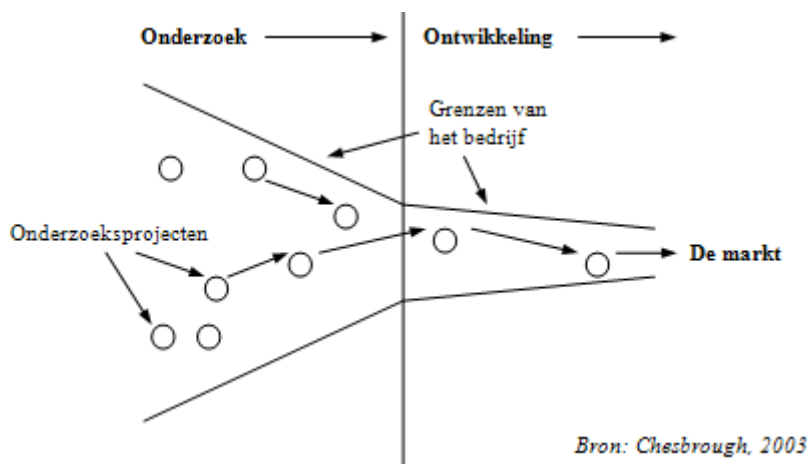 Onderzoek
Ontwikkeling
Grenzen van
het bedrijf
Onderzoeksprojecten
De markt
Bron: Chesbrough, 2003